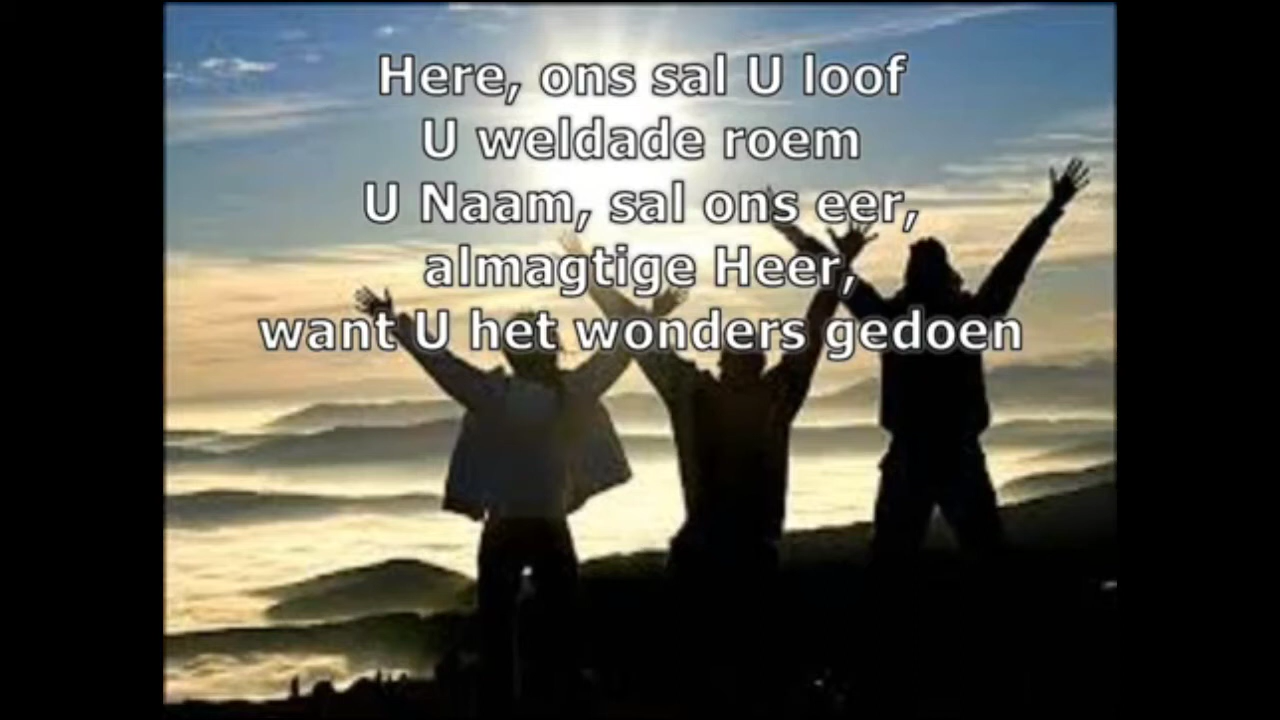 Here, ons sal U loof
U weldade roem
U Naam, sal ons eer,
almagtige Heer,
want U het wonders gedoen